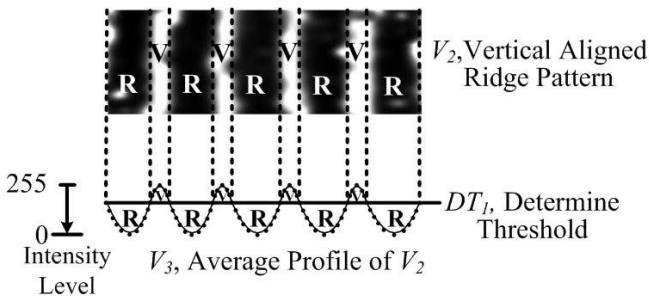 V V V V
R R R R R
V2,Vertical Aligned
Ridge Pattern
255
V V V V
DT1, Determine
Threshold
R R R R R
0
Intensity
Level
V3, Average Profile of V2